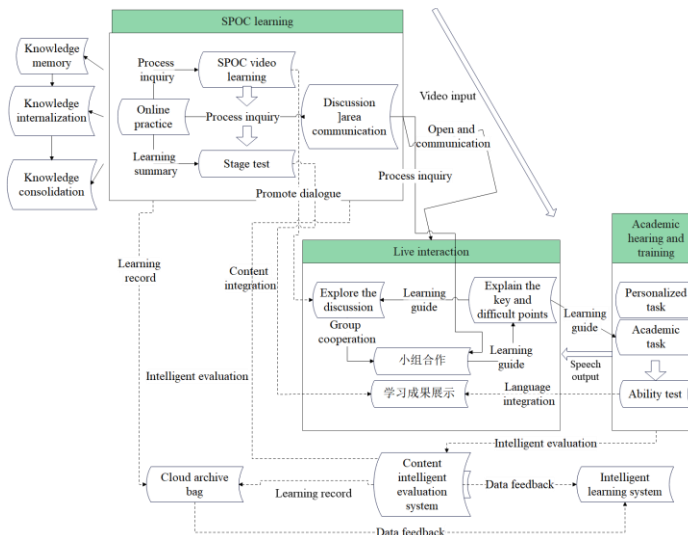 SPOC learning
Knowledge
memory
Knowledge
internalization
Knowledge
consolidation
Process
inquiry
SPOC video
learning
Online
practice
Process inquiry
Discussion
]area
communication
Learning
summary
Stage test
Promote dialogue
Video input
Open and
communication
Process inquiry
Learning
record
Content
integration
Intelligent evaluation
Live interaction
Explore the
discussion
Learning
guide
Explain the
key and
difficult points
Group
cooperation
小组合作
Learning
guide
学习成果展示
Language
integration
Learning
guide
Speech
output
Academic
hearing and
training
Personalized
task
Academic
task
Ability test
Intelligent evaluation
Cloud archive
bag
Learning record
Content
intelligent
evaluation
system
Data feedback
Intelligent
learning system
Data feedback